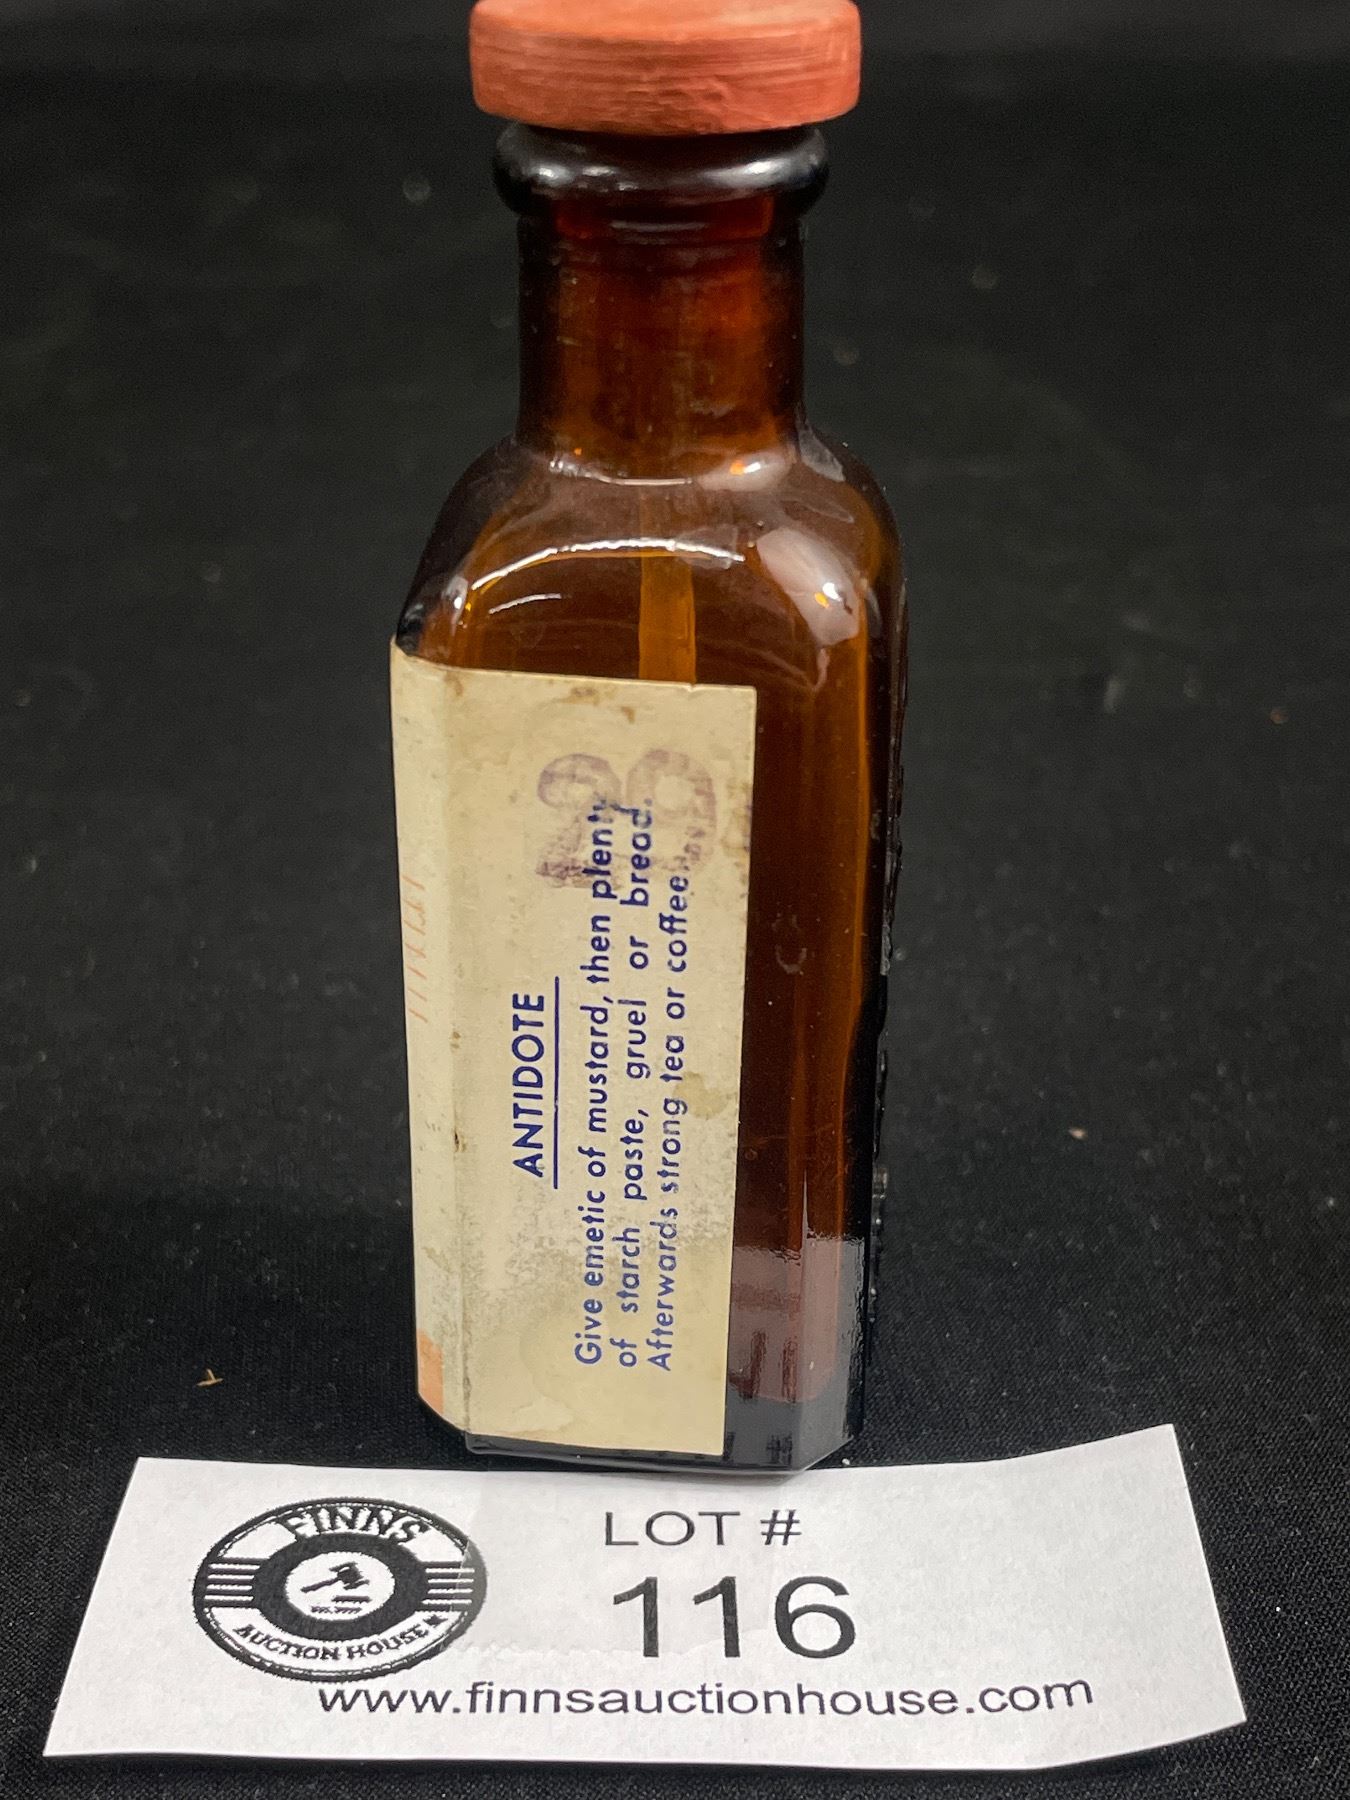 ANTIDOTE
Give emetic of mustard, then plenty
of starch paste, gruel or bread.
Afterwards strong tea or coffee.
FINNS
AUCTION HOUSE
LOT #
116
www.finnsauctionhouse.com